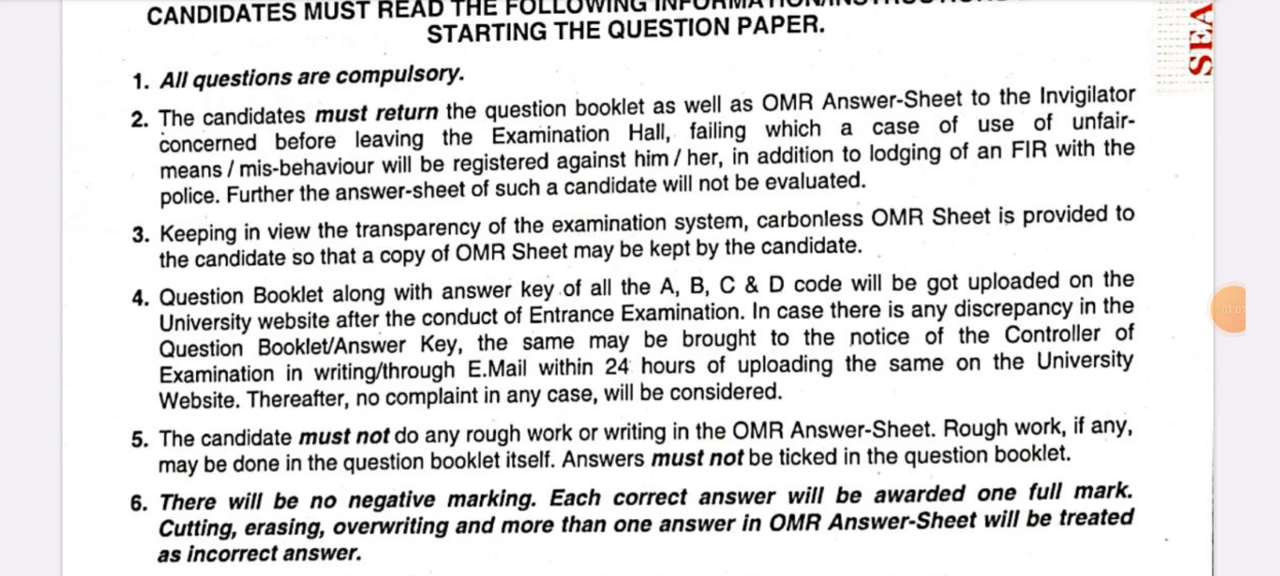 CANDIDATES MUST READ THE FOLLOWING INFORMATION/INSTRUCTIONS
STARTING THE QUESTION PAPER.
SEA
1. All questions are compulsory.
2. The candidates must return the question booklet as well as OMR Answer-Sheet to the Invigilator
concerned before leaving the Examination Hall, failing which a case of use of unfair-
means / mis-behaviour will be registered against him / her, in addition to lodging of an FIR with the
police. Further the answer-sheet of such a candidate will not be evaluated.
3. Keeping in view the transparency of the examination system, carbonless OMR Sheet is provided to
the candidate so that a copy of OMR Sheet may be kept by the candidate.
4. Question Booklet along with answer key of all the A, B, C & D code will be got uploaded on the
University website after the conduct of Entrance Examination. In case there is any discrepancy in the
Question Booklet/Answer Key, the same may be brought to the notice of the Controller of
Examination in writing/through E.Mail within 24 hours of uploading the same on the University
Website. Thereafter, no complaint in any case, will be considered.
5. The candidate must not do any rough work or writing in the OMR Answer-Sheet. Rough work, if any,
may be done in the question booklet itself. Answers must not be ticked in the question booklet.
6. There will be no negative marking. Each correct answer will be awarded one full mark.
Cutting, erasing, overwriting and more than one answer in OMR Answer-Sheet will be treated
as incorrect answer.